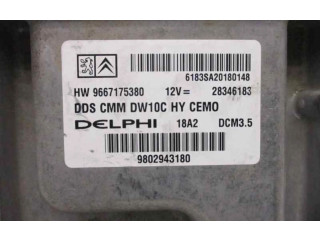 6183SA20180148
HW 9667175380 12V= 28346183
DDS CMM DW10C HY CEMO
DELPHI 18A2 DCM3.5
9802943180